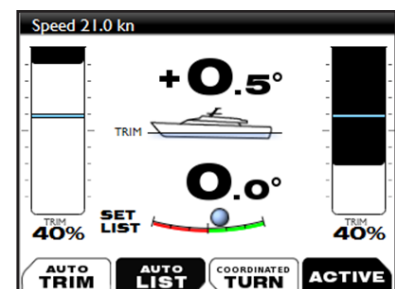 Speed 21.0 kn
+0.5°
TRIM
0.0°
SET
LIST
TRIM
40%
TRIM
40%
AUTO
TRIM
AUTO
LIST
COORDINATED
TURN
ACTIVE